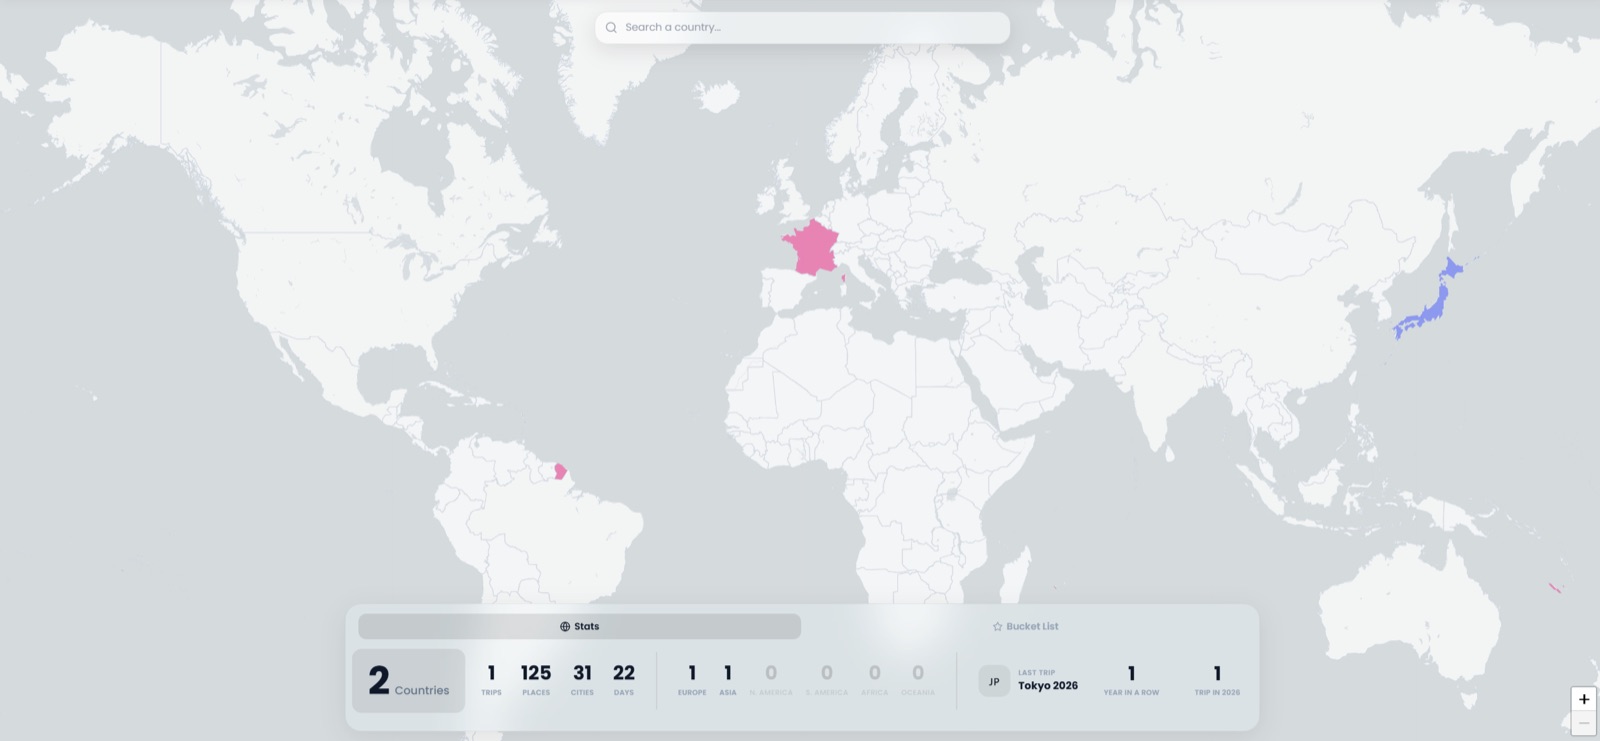 Search a country...
Stats
Bucket List
2 Countries
1 TRIPS
125 PLACES
31 CITIES
22 DAYS
1 EUROPE
1 ASIA
0 N. AMERICA
0 S. AMERICA
0 AFRICA
0 OCEANIA
JP
LAST TRIP
Tokyo 2026
1 YEAR IN A ROW
1 TRIP IN 2026
+
−